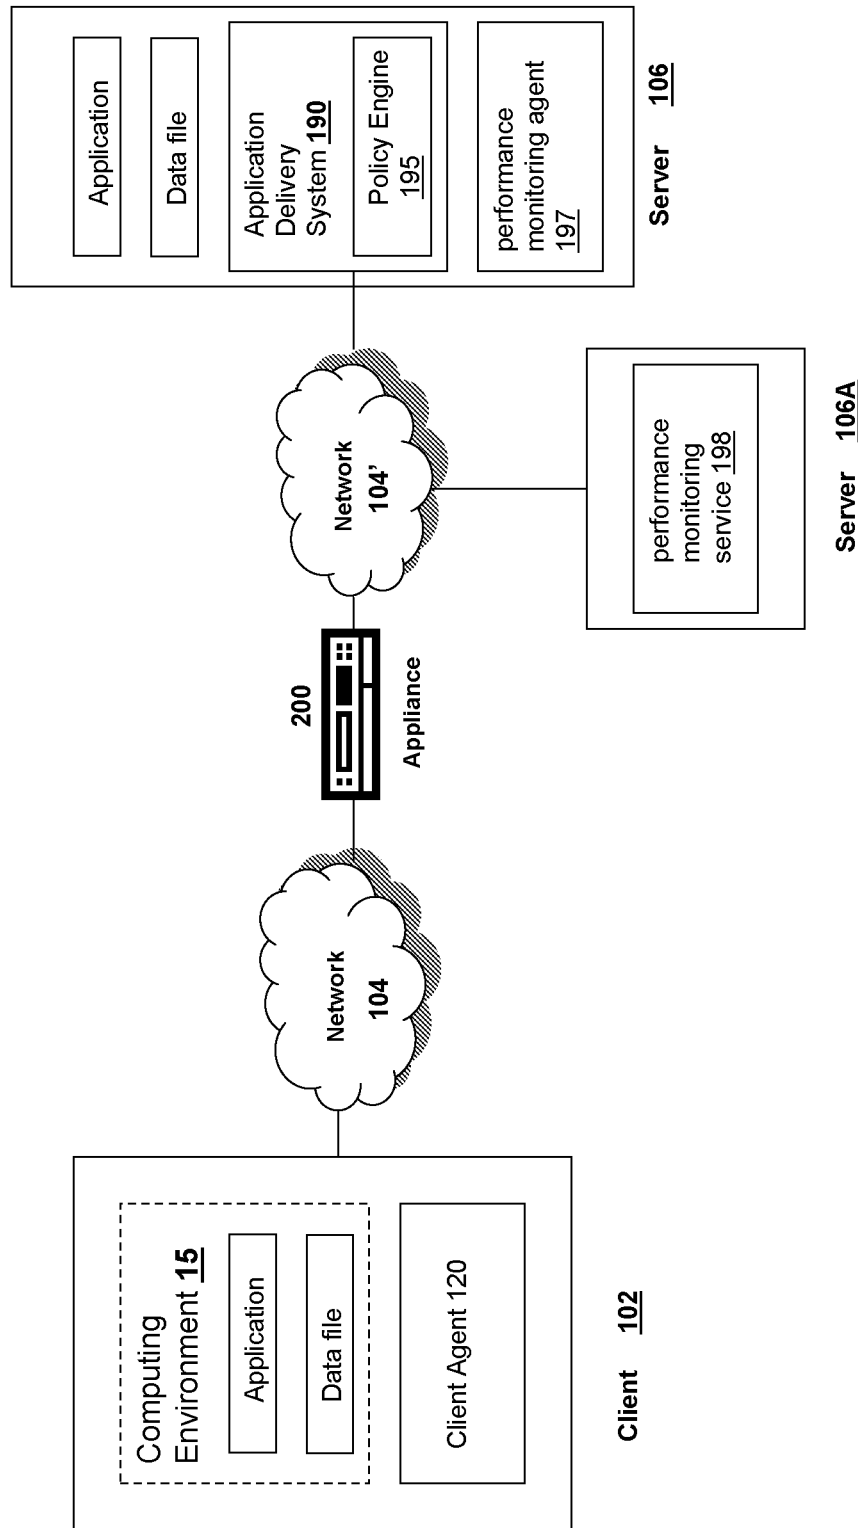 Computing
Environment 15
Application
Data file
Client Agent 120
Client 102
Network
104
200
Appliance
Network
104’
Application
Data file
Application
Delivery
System 190
Policy Engine
195
performance
monitoring agent
197
Server 106
performance
monitoring
service 198
Server 106A